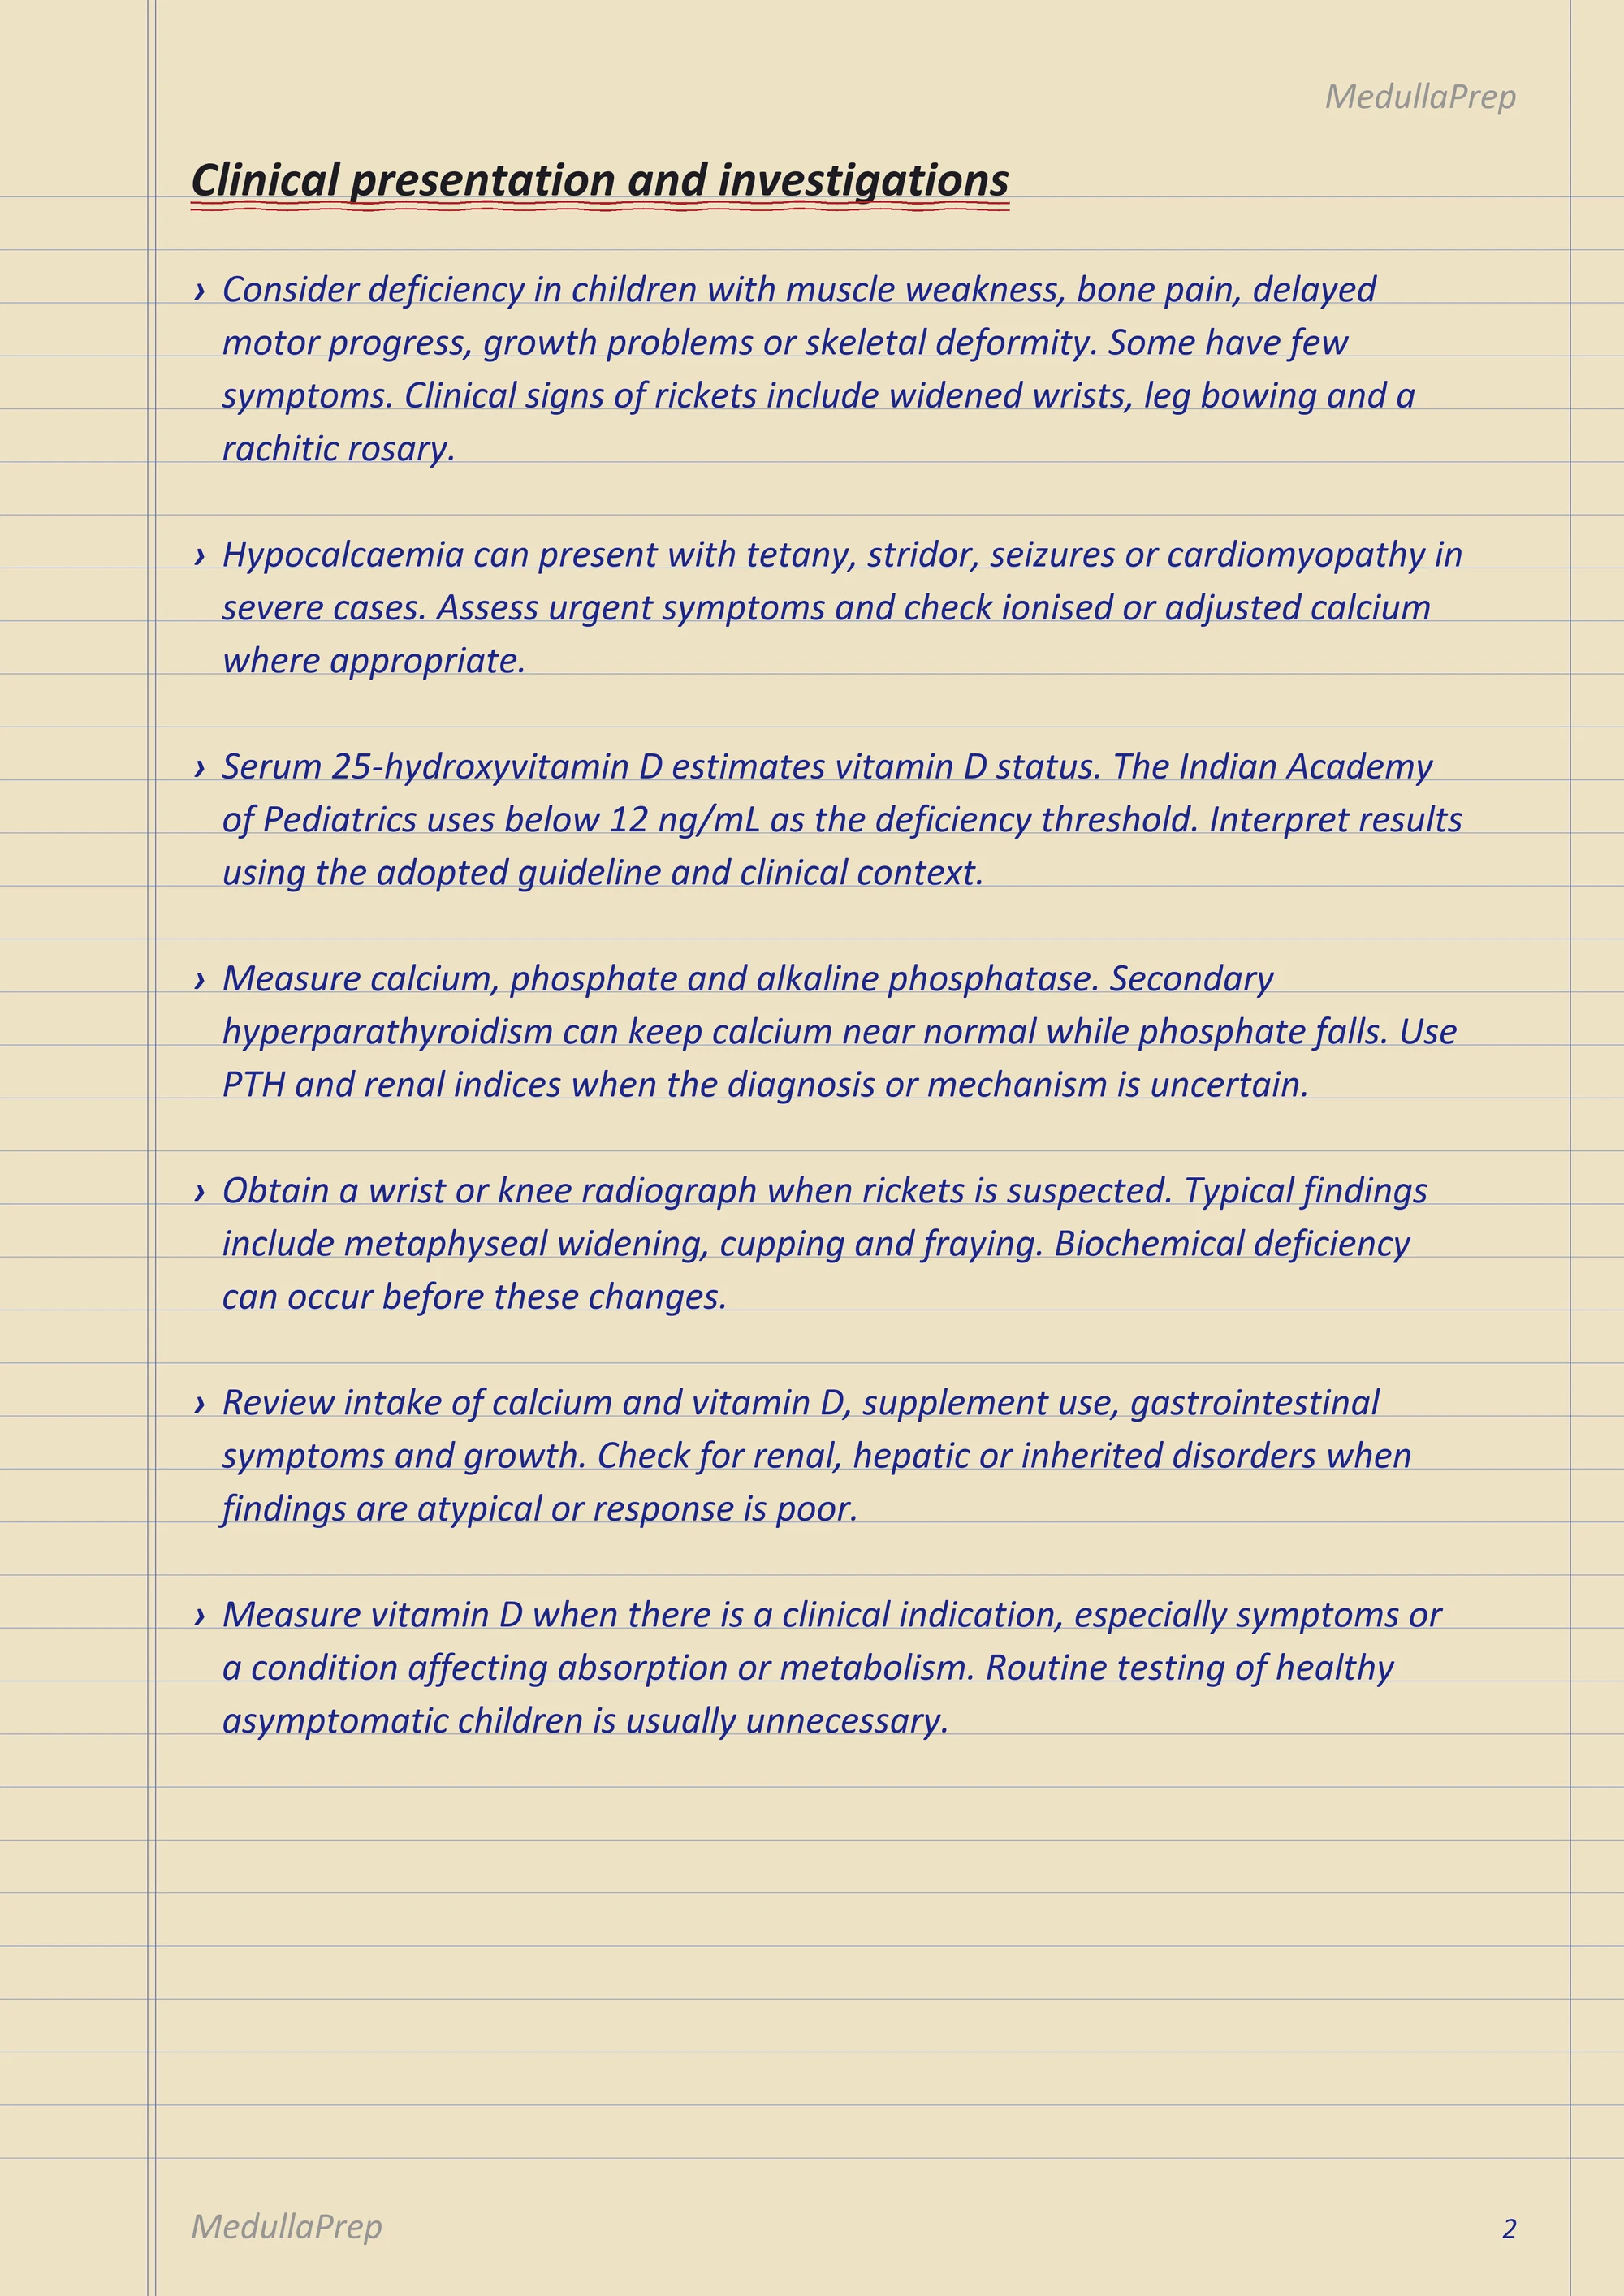 MedullaPrep
Clinical presentation and investigations
› Consider deficiency in children with muscle weakness, bone pain, delayed
motor progress, growth problems or skeletal deformity. Some have few
symptoms. Clinical signs of rickets include widened wrists, leg bowing and a
rachitic rosary.
› Hypocalcaemia can present with tetany, stridor, seizures or cardiomyopathy in
severe cases. Assess urgent symptoms and check ionised or adjusted calcium
where appropriate.
› Serum 25-hydroxyvitamin D estimates vitamin D status. The Indian Academy
of Pediatrics uses below 12 ng/mL as the deficiency threshold. Interpret results
using the adopted guideline and clinical context.
› Measure calcium, phosphate and alkaline phosphatase. Secondary
hyperparathyroidism can keep calcium near normal while phosphate falls. Use
PTH and renal indices when the diagnosis or mechanism is uncertain.
› Obtain a wrist or knee radiograph when rickets is suspected. Typical findings
include metaphyseal widening, cupping and fraying. Biochemical deficiency
can occur before these changes.
› Review intake of calcium and vitamin D, supplement use, gastrointestinal
symptoms and growth. Check for renal, hepatic or inherited disorders when
findings are atypical or response is poor.
› Measure vitamin D when there is a clinical indication, especially symptoms or
a condition affecting absorption or metabolism. Routine testing of healthy
asymptomatic children is usually unnecessary.
MedullaPrep
2